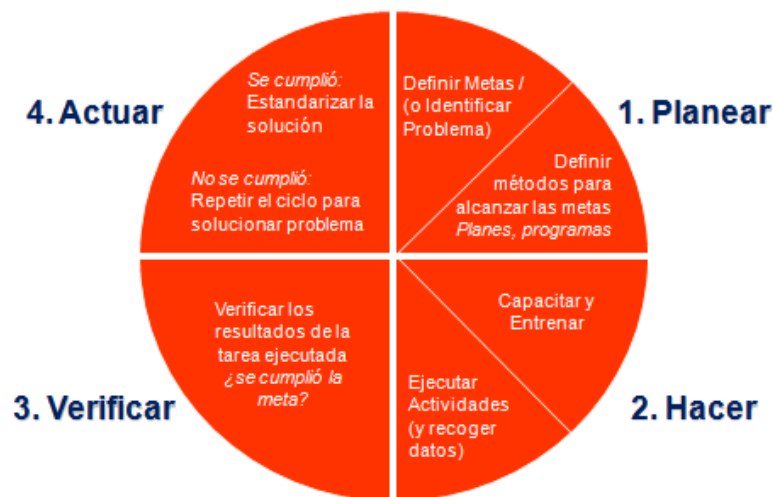 1. Planear
Definir Metas /
(o Identificar
Problema)
Definir
métodos para
alcanzar las metas
Planes, programas
2. Hacer
Capacitar y
Entrenar
Ejecutar
Actividades
(y recoger
datos)
3. Verificar
Verificar los
resultados de la
tarea ejecutada
¿se cumplió la
meta?
4. Actuar
Se cumplió:
Estandarizar la
solución
No se cumplió:
Repetir el ciclo para
solucionar problema